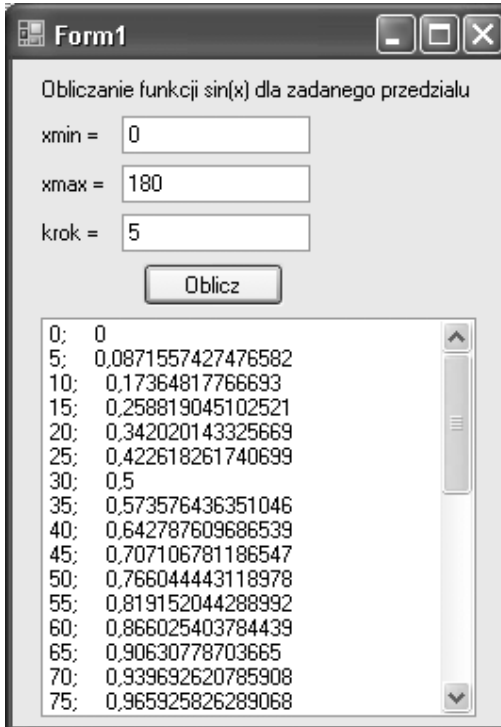 Form1
Obliczanie funkcji sin(x) dla zadanego przedzialu
xmin = 0
xmax = 180
krok = 5
Oblicz
0; 0
5; 0,0871557427476582
10; 0,17364817766693
15; 0,258819045102521
20; 0,342020143325669
25; 0,422618261740699
30; 0,5
35; 0,573576436351046
40; 0,642787609686539
45; 0,707106781186547
50; 0,766044443118978
55; 0,819152044288992
60; 0,866025403784439
65; 0,90630778703665
70; 0,939692620785908
75; 0,965925826289068